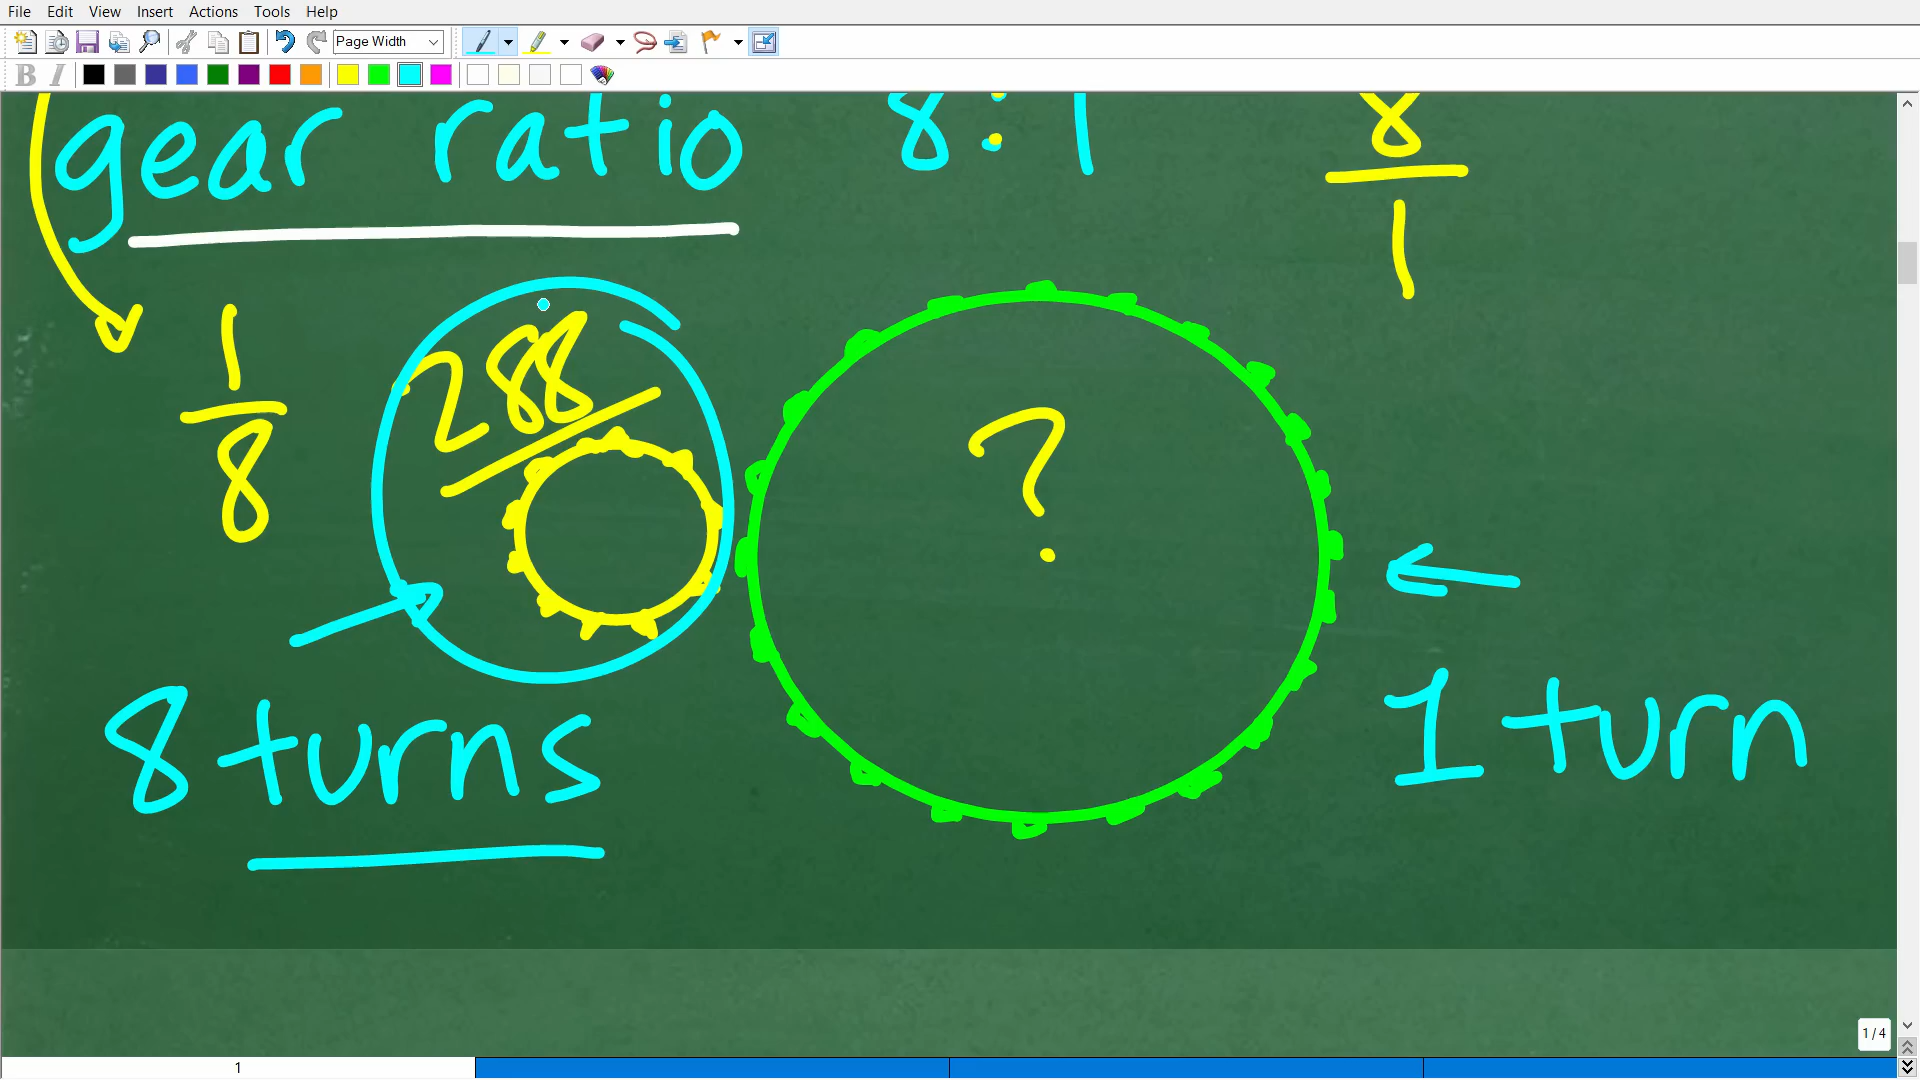 File Edit View Insert Actions Tools Help
Page Width
B I
gear ratio 8:1 8/1
1/8
288
?
8 turns
1 turn
1/4
1